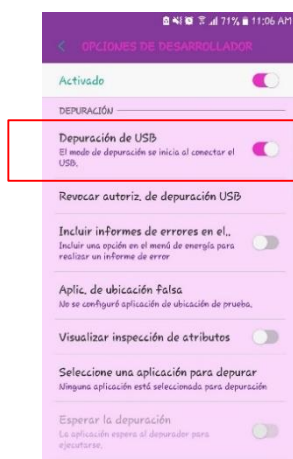 71% 11:06 AM
< OPCIONES DE DESARROLLADOR
Activado
DEPURACIÓN
Depuración de USB
El modo de depuración se inicia al conectar el
USB.
Revocar autoriz. de depuración USB
Incluir informes de errores en el..
Incluir una opción en el menú de energía para
realizar un informe de error
Aplic. de ubicación falsa
No se configuró aplicación de ubicación de prueba.
Visualizar inspección de atributos
Seleccione una aplicación para depurar
Ninguna aplicación está seleccionada para depuración
Esperar la depuración
La aplicación espera al depurador para
ejecutarse.